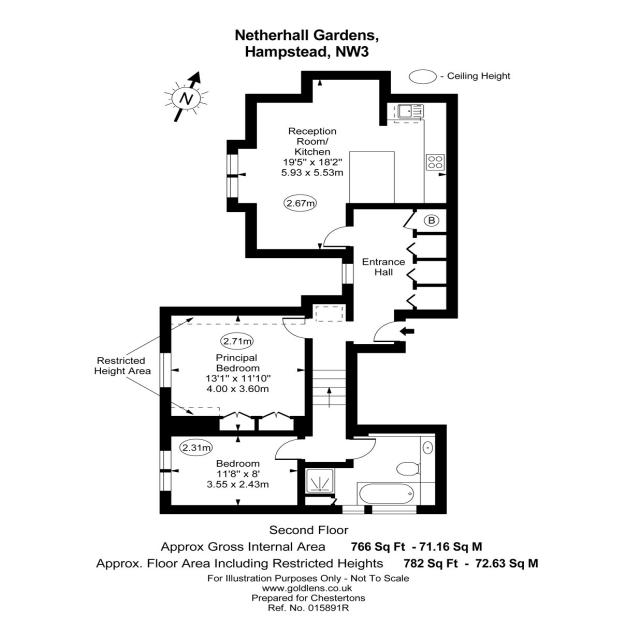 Netherhall Gardens,
Hampstead, NW3
N
- Ceiling Height
Reception
Room/
Kitchen
19'5" x 18'2"
5.93 x 5.53m
2.67m
B
Entrance
Hall
2.71m
Principal
Bedroom
13'1" x 11'10"
4.00 x 3.60m
Restricted
Height Area
2.31m
Bedroom
11'8" x 8'
3.55 x 2.43m
Second Floor
Approx Gross Internal Area 766 Sq Ft - 71.16 Sq M
Approx. Floor Area Including Restricted Heights 782 Sq Ft - 72.63 Sq M
For Illustration Purposes Only - Not To Scale
www.goldlens.co.uk
Prepared for Chestertons
Ref. No. 015891R